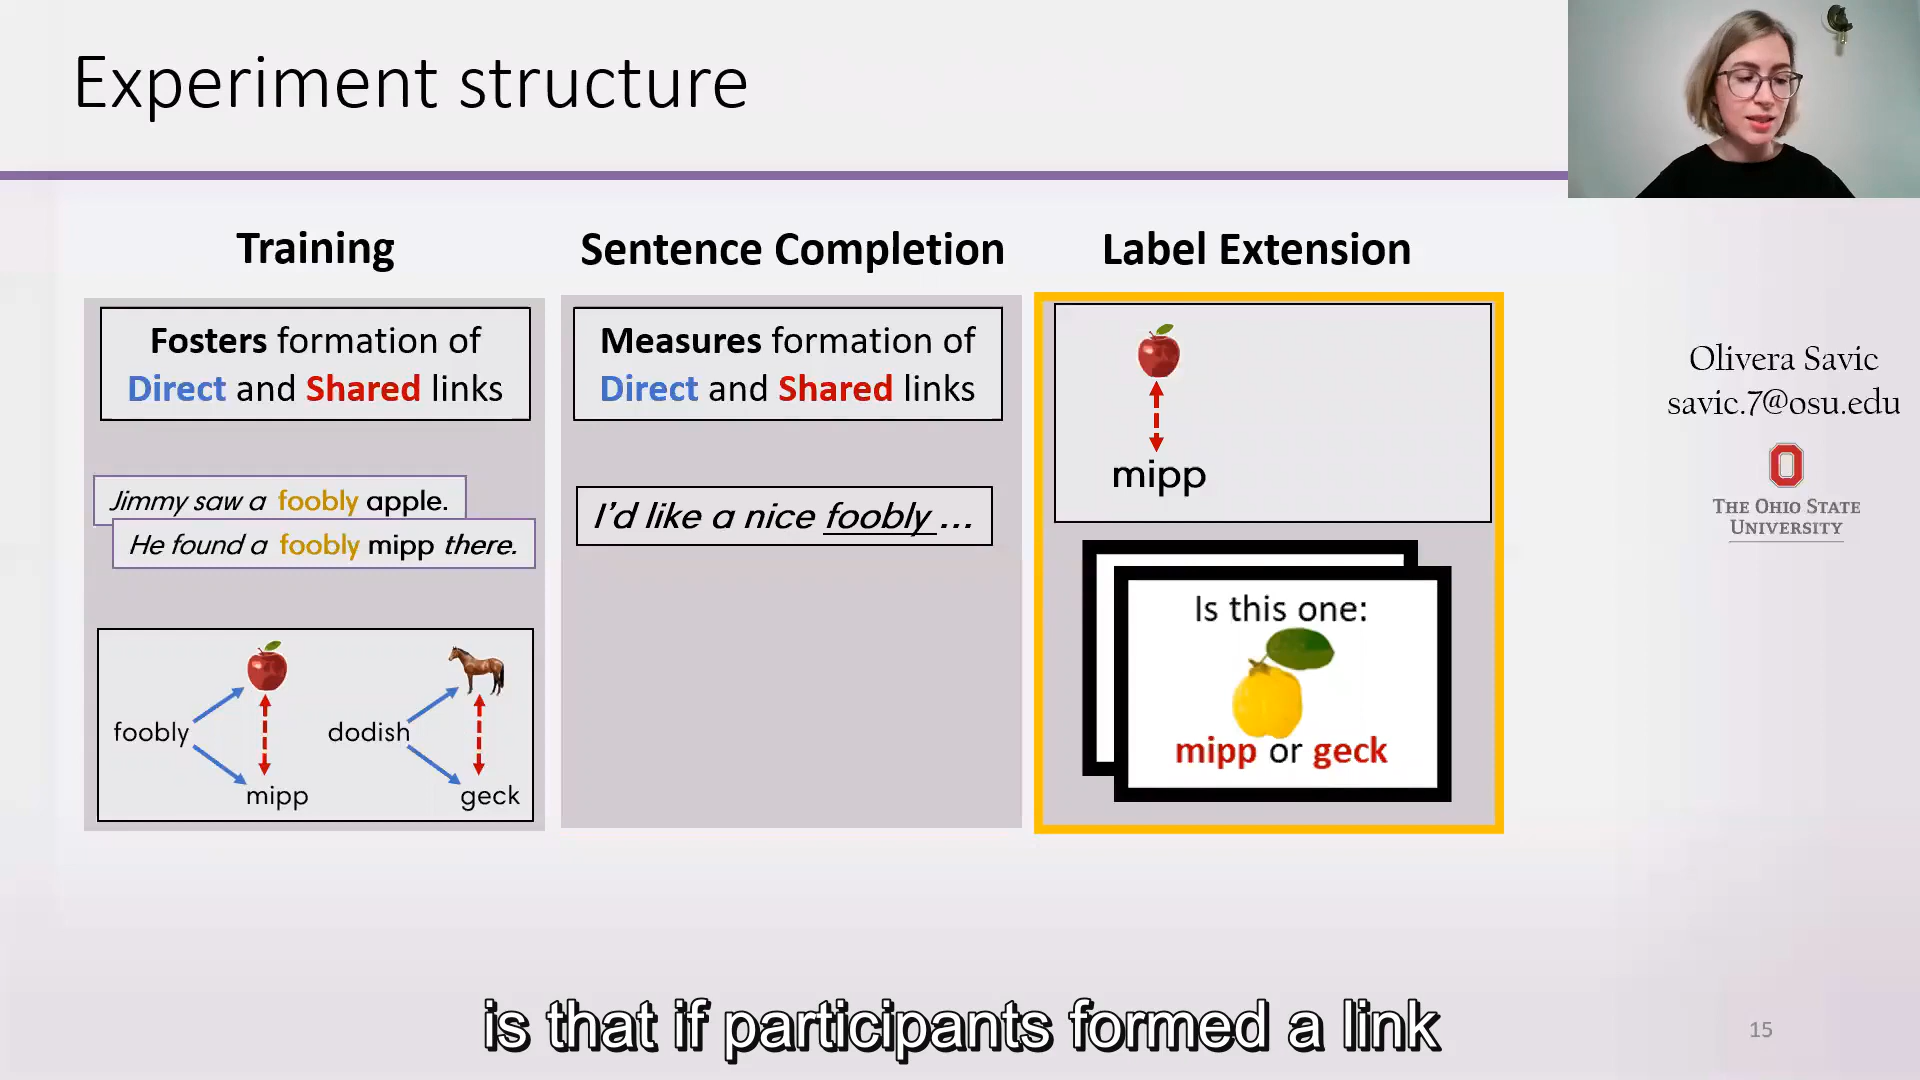 Experiment structure
Training
Fosters formation of
Direct and Shared links
Jimmy saw a foobly apple.
He found a foobly mipp there.
foobly
mipp
dodish
geck
Sentence Completion
Measures formation of
Direct and Shared links
I'd like a nice foobly ...
Label Extension
mipp
Is this one:
mipp or geck
Olivera Savic
savic.7@osu.edu
THE OHIO STATE
UNIVERSITY
is that if participants formed a link
15